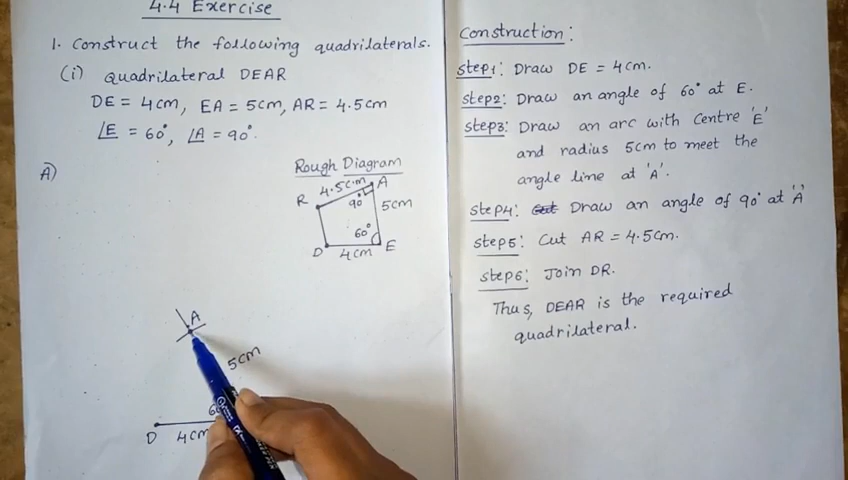 4.4 Exercise
1. Construct the following quadrilaterals.
(i) quadrilateral DEAR
DE = 4cm, EA = 5cm, AR = 4.5cm
∠E = 60°, ∠A = 90°.
A)
Rough Diagram
4.5cm
A
R
90°
5cm
60°
D
4cm
E
A
5cm
D
4cm
Construction:
Step1: Draw DE = 4cm.
Step2: Draw an angle of 60° at E.
Step3: Draw an arc with centre 'E'
and radius 5cm to meet the
angle line at 'A'.
Step4: Cut Draw an angle of 90° at 'A'
Step5: Cut AR = 4.5cm.
Step6: Join DR.
Thus, DEAR is the required
quadrilateral.